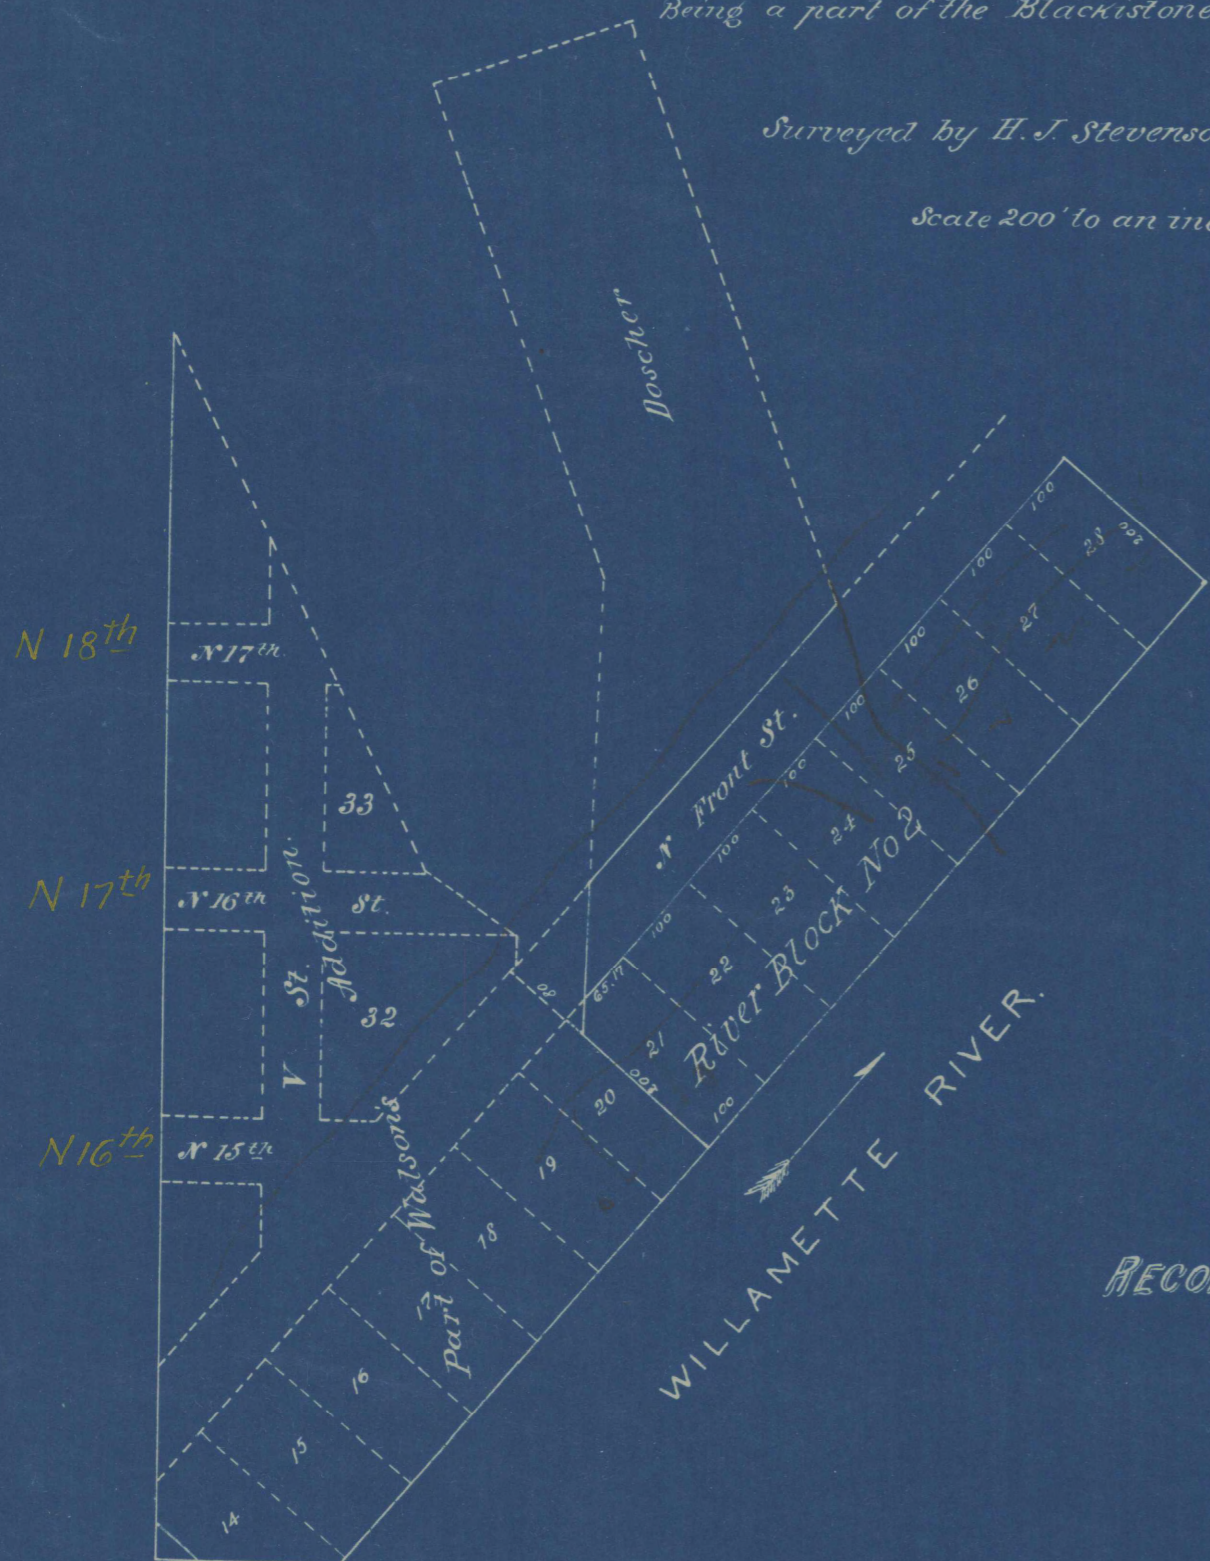 Being a part of the Blackistone
Surveyed by H. J. Stevenso
Scale 200' to an in
Doscher
N 18th
N 17th
33
N 17th
N 16th
St.
Addition
V St.
32
N 16th
N 15th
Part of Watsons
N Front St.
100
100
100
100
100
100
100
65.17
80
200
200
100
28
27
26
25
24
23
22
21
20
19
18
17
16
15
14
River BLOCK No 2
WILLAMETTE RIVER.
RECO